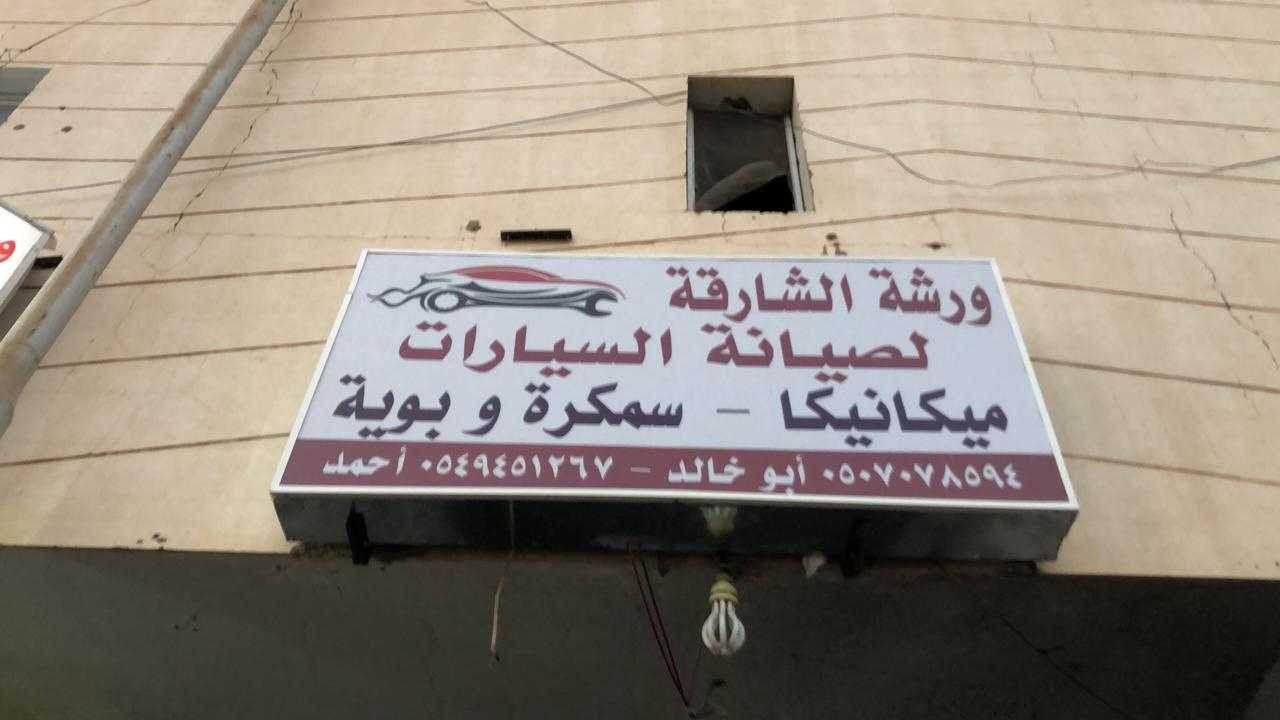 ورشة الشارقة
لصيانة السيارات
ميكانيكا - سمكرة و بوية
٠٥٠٧٠٧٨٥٩٤ أبو خالد - ٠٥٤٩٤٥١٢٦٧ أحمد